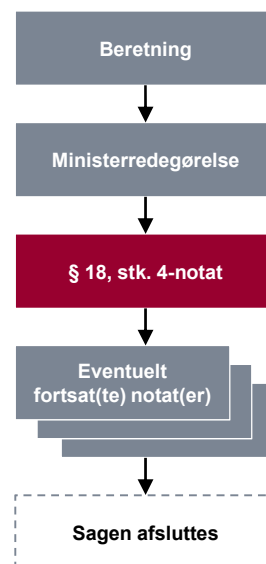 Beretning
Ministerredegørelse
§ 18, stk. 4-notat
Eventuelt
fortsat(te) notat(er)
Sagen afsluttes